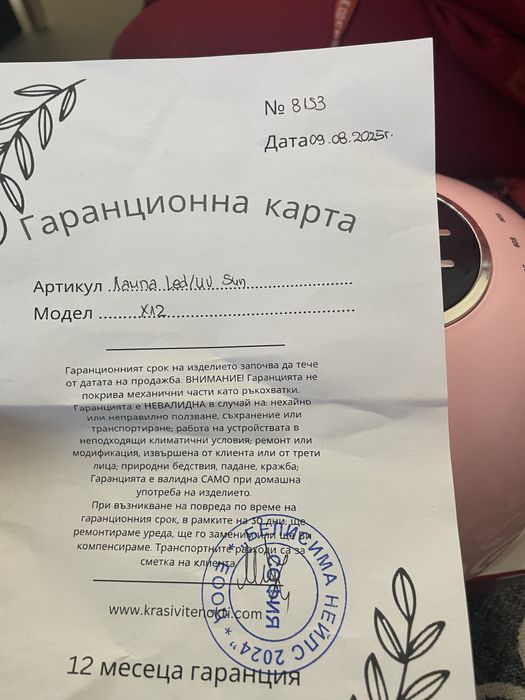 № 8153
Дата 09.08.2025г.
Гаранционна карта
Артикул Лампа Led/UV Sun
Модел X12
Гаранционният срок на изделието започва да тече
от датата на продажба. ВНИМАНИЕ! Гаранцията не
покрива механични части като ръкохватки.
Гаранцията е НЕВАЛИДНА в случай на: нехайно
или неправилно ползване, съхранение или
транспортиране; работа на устройствата в
неподходящи климатични условия; ремонт или
модификация, извършена от клиента или от трети
лица; природни бедствия, падане, кражба;
Гаранцията е валидна САМО при домашна
употреба на изделието.
При възникване на повреда по време на
гаранционния срок, в рамките на 30 дни: ще
ремонтираме уреда, ще го заменим или ще ви
компенсираме. Транспортните разходи са за
сметка на клиента.
"БЕЛИСИМА НЕЙЛС 2024" * ЕООД *
СОФИЯ
www.krasivitenokti.com
12 месеца гаранция